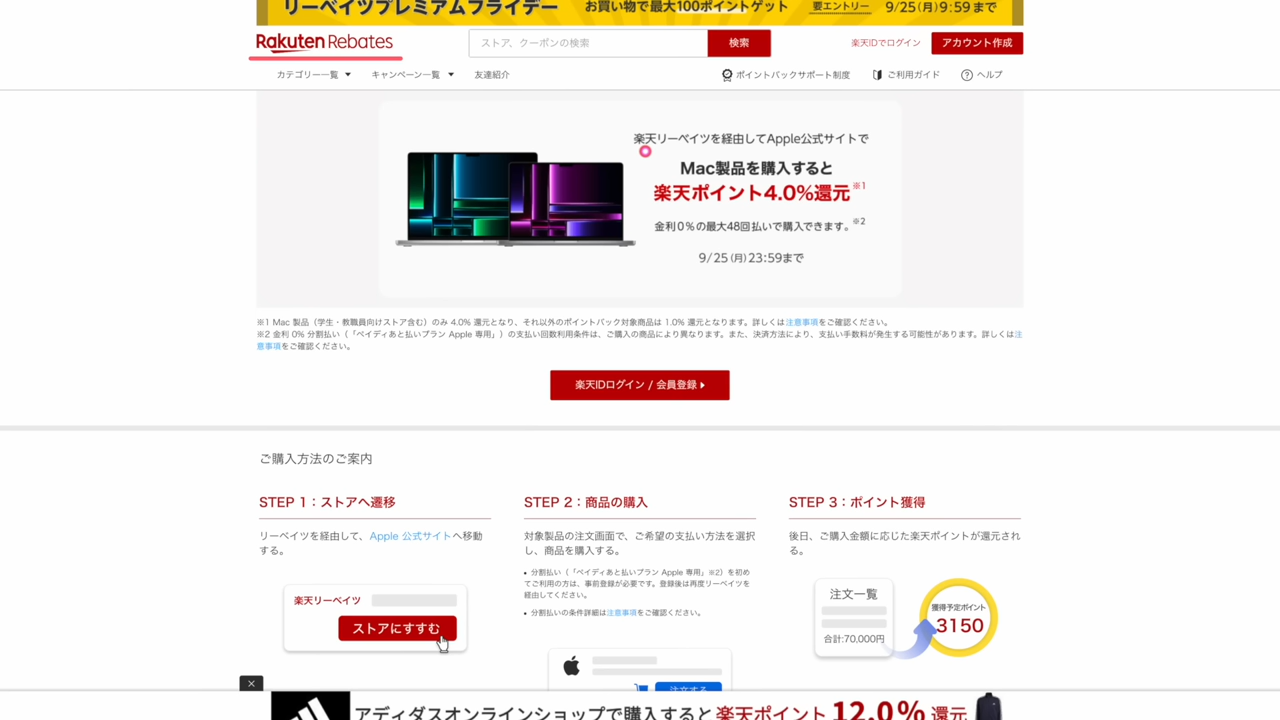 リーベイツプレミアムフライデー お買い物で最大100ポイントゲット 要エントリー 9/25(月)9:59まで
Rakuten Rebates ストア、クーポンの検索 検索 楽天IDでログイン アカウント作成
カテゴリー一覧 ▼ キャンペーン一覧 ▼ 友達紹介 ポイントバックサポート制度 ご利用ガイド ? ヘルプ
楽天リーベイツを経由してApple公式サイトで
Mac製品を購入すると
楽天ポイント4.0%還元※1
金利0%の最大48回払いで購入できます。※2
9/25(月)23:59まで
※1 Mac 製品（学生・教職員向けストア含む）のみ 4.0% 還元となり、それ以外のポイントバック対象商品は 1.0% 還元となります。詳しくは注意事項をご確認ください。
※2 金利 0% 分割払い（「ペイディあと払いプラン Apple 専用」）の支払い回数利用条件は、ご購入の商品により異なります。また、決済方法により、支払い手数料が発生する可能性があります。詳しくは注
意事項をご確認ください。
楽天IDログイン / 会員登録
ご購入方法のご案内
STEP 1：ストアへ遷移
リーベイツを経由して、Apple 公式サイトへ移動
する。
楽天リーベイツ
ストアにすすむ
STEP 2：商品の購入
対象製品の注文画面で、ご希望の支払い方法を選択
し、商品を購入する。
• 分割払い（「ペイディあと払いプラン Apple 専用」※2）を初め
てご利用の方は、事前登録が必要です。登録後は再度リーベイツを
経由してください。
• 分割払いの条件詳細は注意事項をご確認ください。
注文する
STEP 3：ポイント獲得
後日、ご購入金額に応じた楽天ポイントが還元され
る。
注文一覧
合計:70,000円
獲得予定ポイント
3150
アディダスオンラインショップで購入すると 楽天ポイント 12.0% 還元